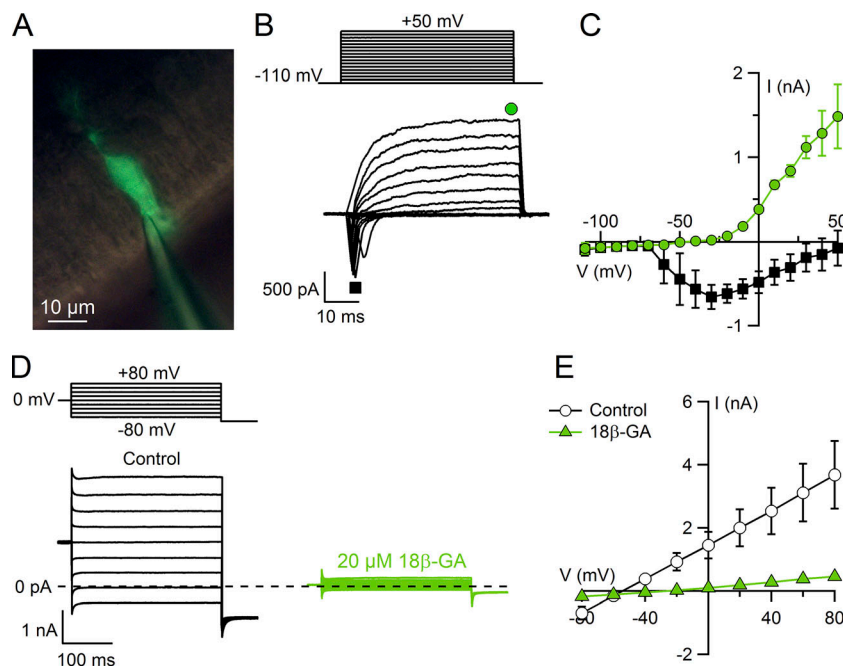 A
10 µm
B
+50 mV
-110 mV
500 pA
10 ms
C
2
I (nA)
1
-100
-50
50
V (mV)
-1
D
+80 mV
0 mV
-80 mV
Control
20 µM 18β-GA
0 pA
1 nA
100 ms
E
6
I (nA)
Control
18β-GA
4
2
V (mV)
-80
-40
40
80
-2